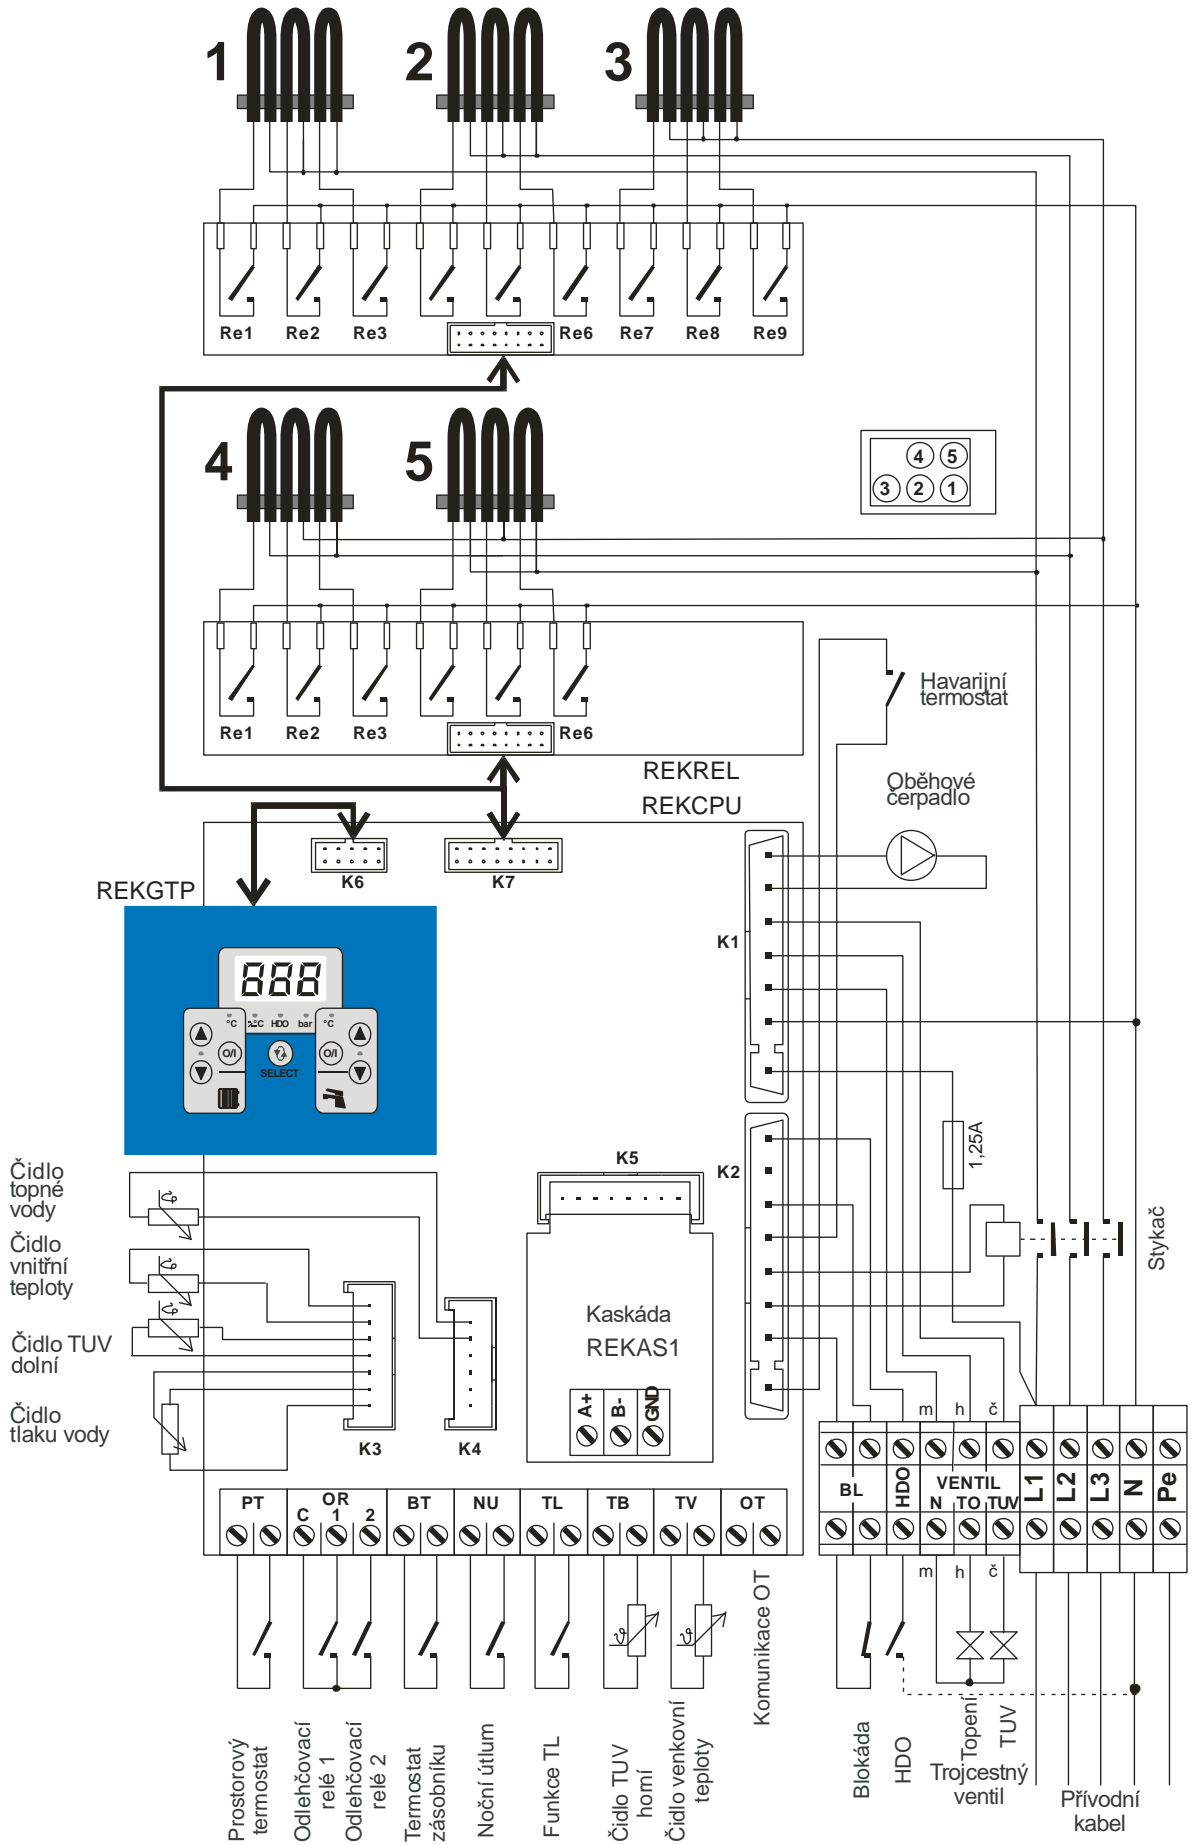 1 2 3
Re1 Re2 Re3 Re6 Re7 Re8 Re9
4 5
4 5
3 2 1
Re1 Re2 Re3 Re6
Havarijní
termostat
REKREL
REKCPU
Oběhové
čerpadlo
K6 K7
REKGTP
K1
888
°C °C HDO bar °C
O/I O/I
SELECT
1,25A
Čidlo
topné
vody
K5
K2
Stykač
Čidlo
vnitřní
teploty
Kaskáda
REKAS1
Čidlo TUV
dolní
A+ B- GND
Čidlo
tlaku vody
K3 K4
m h č
BL HDO VENTIL L1 L2 L3 N Pe
N TO TUV
PT OR BT NU TL TB TV OT
C 1 2
m h č
Prostorový
termostat
Odlehčovací
relé 1
Odlehčovací
relé 2
Termostat
zásobníku
Noční útlum
Funkce TL
Čidlo TUV
horní
Čidlo venkovní
teploty
Komunikace OT
Blokáda
HDO
Topení
TUV
Trojcestný
ventil
Přívodní
kabel